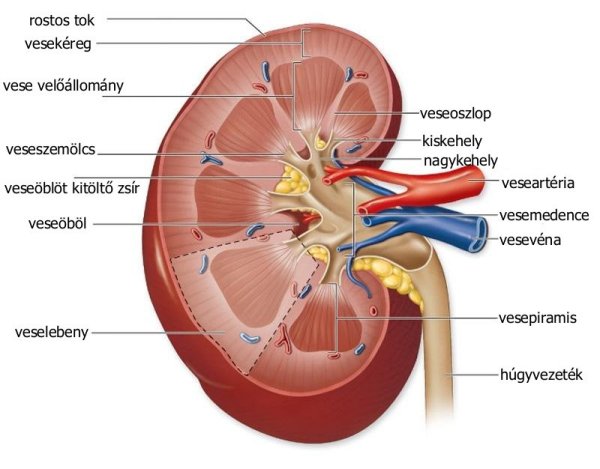 rostos tok
vesekéreg
vese velőállomány
veseszemölcs
veseöblöt kitöltő zsír
veseöböl
veselebeny
veseoszlop
kiskehely
nagykehely
veseartéria
vesemedence
vesevéna
vesepiramis
húgyvezeték